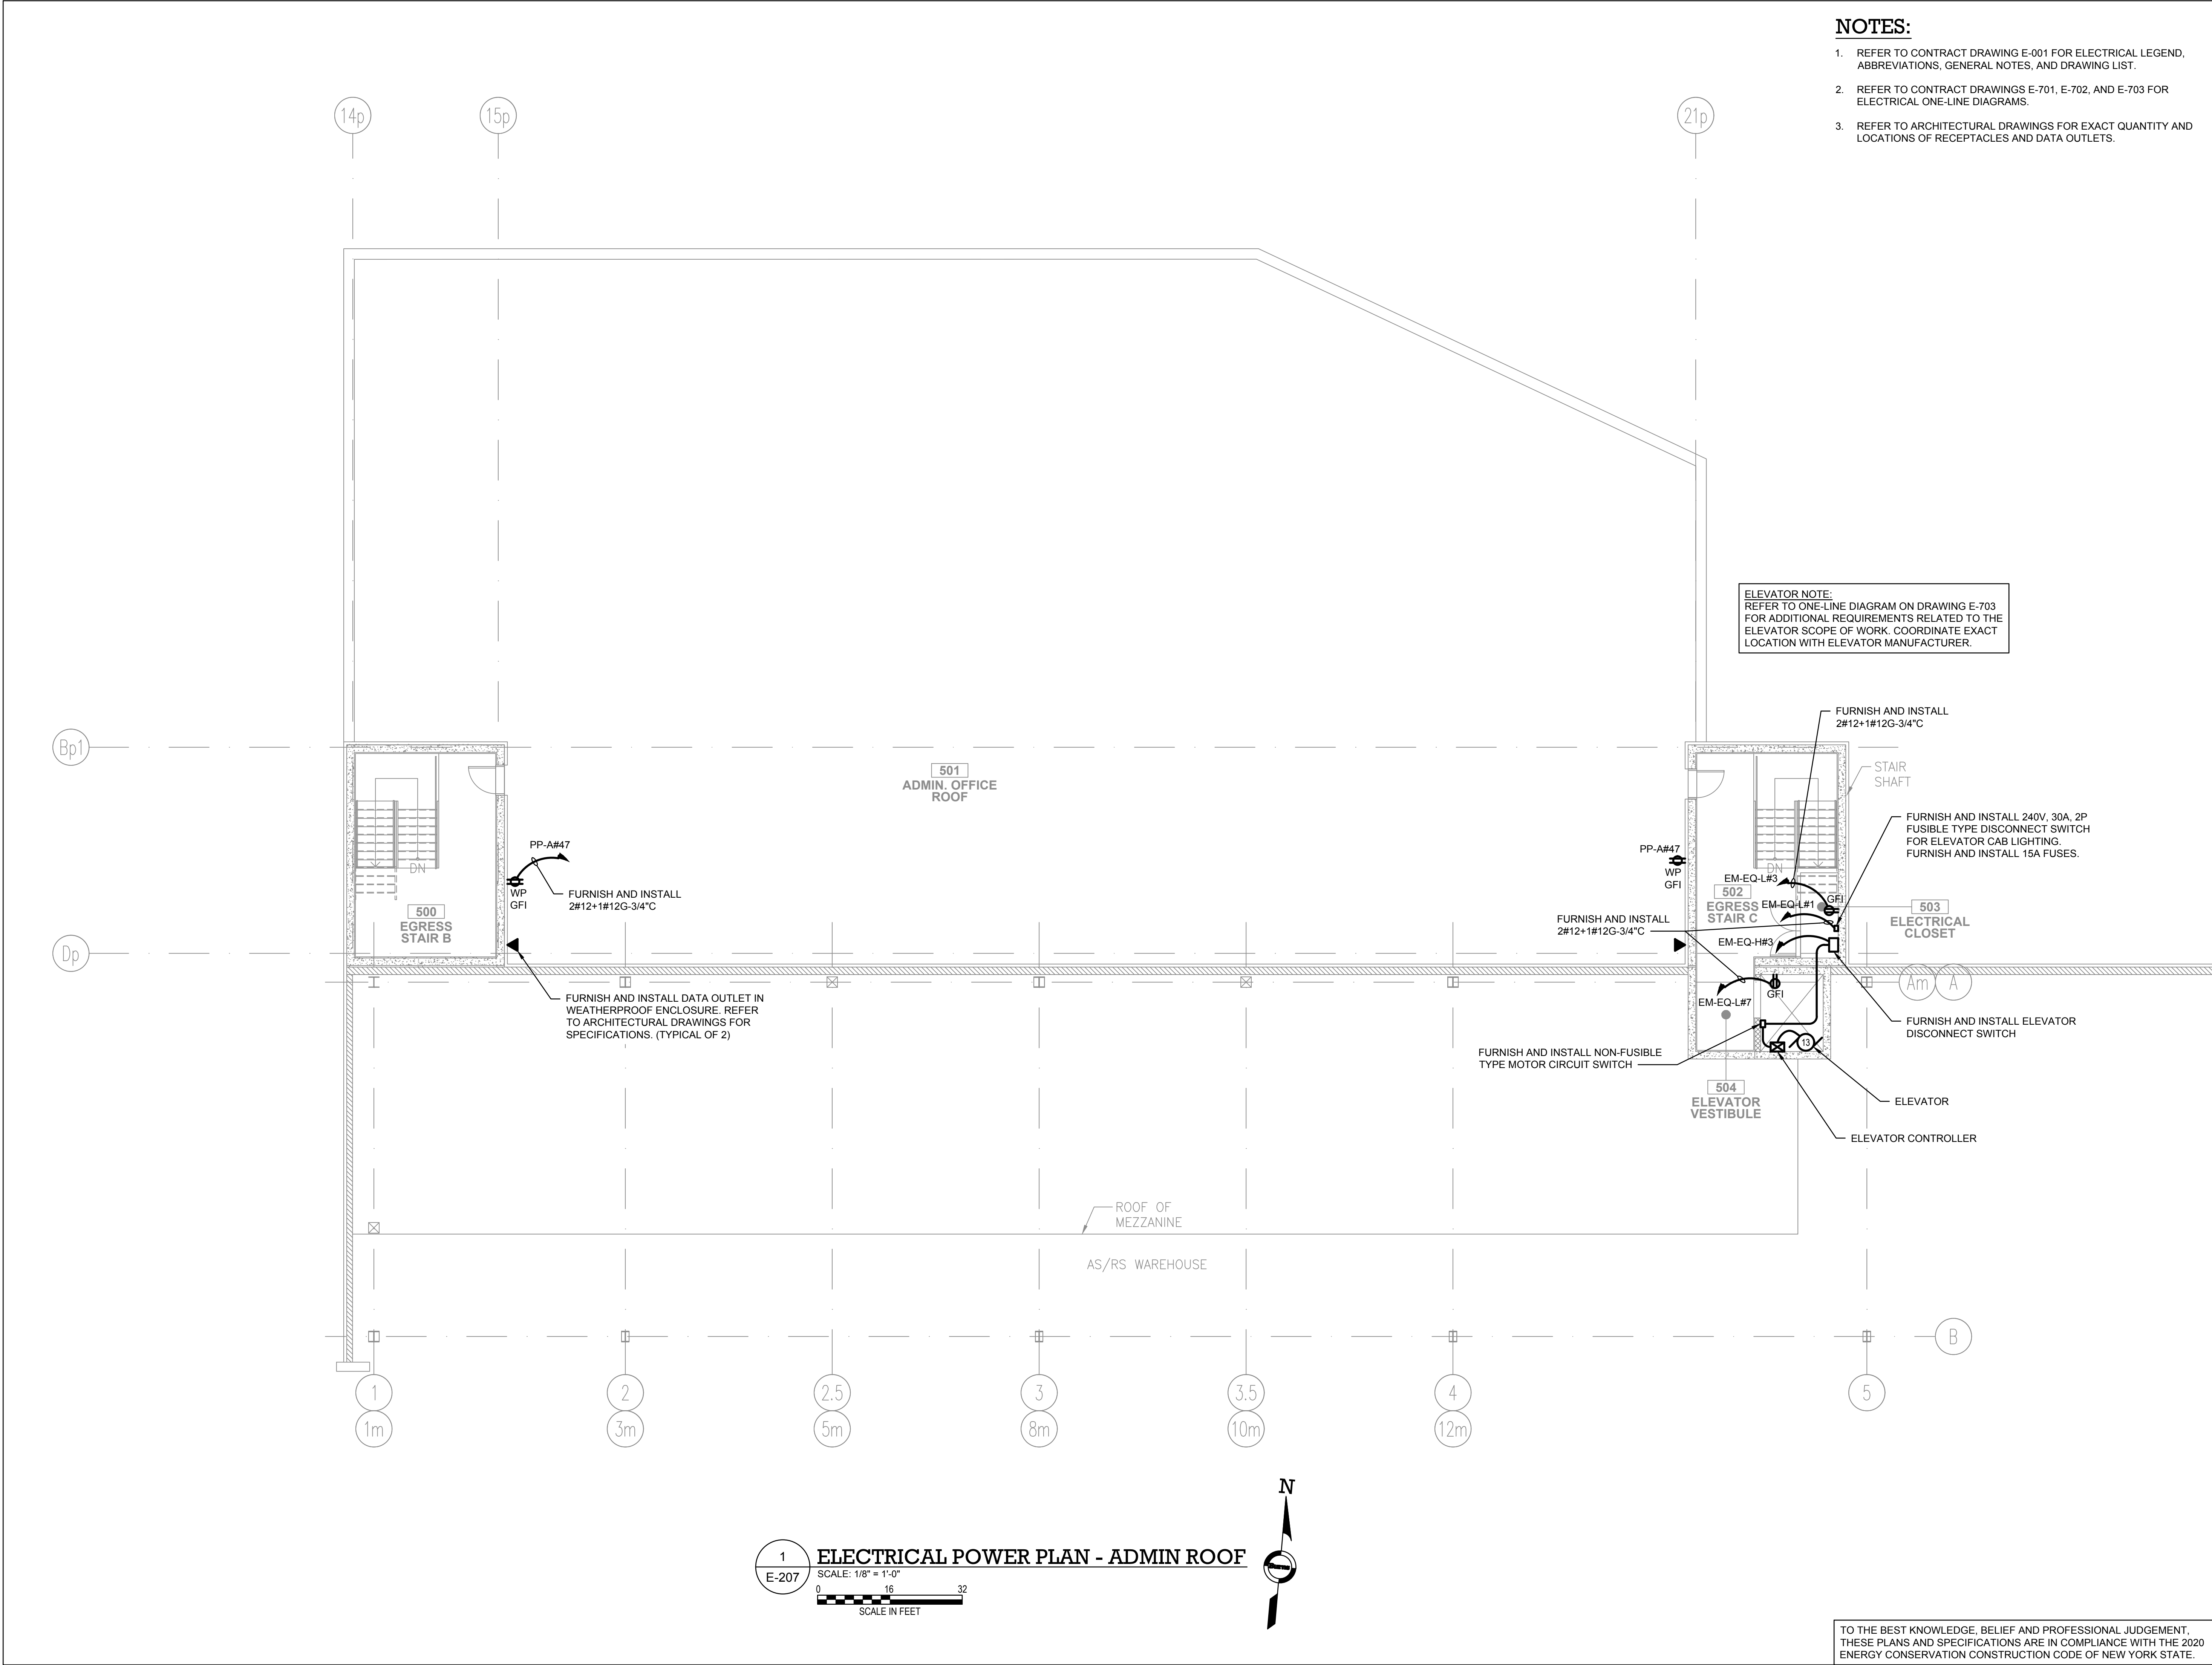 NOTES:
1. REFER TO CONTRACT DRAWING E-001 FOR ELECTRICAL LEGEND,
ABBREVIATIONS, GENERAL NOTES, AND DRAWING LIST.
2. REFER TO CONTRACT DRAWINGS E-701, E-702, AND E-703 FOR
ELECTRICAL ONE-LINE DIAGRAMS.
3. REFER TO ARCHITECTURAL DRAWINGS FOR EXACT QUANTITY AND
LOCATIONS OF RECEPTACLES AND DATA OUTLETS.
14p
15p
21p
ELEVATOR NOTE:
REFER TO ONE-LINE DIAGRAM ON DRAWING E-703
FOR ADDITIONAL REQUIREMENTS RELATED TO THE
ELEVATOR SCOPE OF WORK. COORDINATE EXACT
LOCATION WITH ELEVATOR MANUFACTURER.
FURNISH AND INSTALL
2#12+1#12G-3/4"C
Bp1
501
ADMIN. OFFICE
ROOF
STAIR
SHAFT
FURNISH AND INSTALL 240V, 30A, 2P
FUSIBLE TYPE DISCONNECT SWITCH
FOR ELEVATOR CAB LIGHTING.
FURNISH AND INSTALL 15A FUSES.
DN
PP-A#47
WP
GFI
FURNISH AND INSTALL
2#12+1#12G-3/4"C
500
EGRESS
STAIR B
PP-A#47
WP
GFI
DN
EM-EQ-L#3
502
EGRESS
STAIR C
EM-EQ-L#1
GFI
503
ELECTRICAL
CLOSET
FURNISH AND INSTALL
2#12+1#12G-3/4"C
EM-EQ-H#3
Dp
FURNISH AND INSTALL DATA OUTLET IN
WEATHERPROOF ENCLOSURE. REFER
TO ARCHITECTURAL DRAWINGS FOR
SPECIFICATIONS. (TYPICAL OF 2)
EM-EQ-L#7
GFI
Am
A
FURNISH AND INSTALL ELEVATOR
DISCONNECT SWITCH
13
FURNISH AND INSTALL NON-FUSIBLE
TYPE MOTOR CIRCUIT SWITCH
504
ELEVATOR
VESTIBULE
ELEVATOR
ELEVATOR CONTROLLER
ROOF OF
MEZZANINE
AS/RS WAREHOUSE
B
1
2
2.5
3
3.5
4
5
1m
3m
5m
8m
10m
12m
N
1
E-207
ELECTRICAL POWER PLAN - ADMIN ROOF
SCALE: 1/8" = 1'-0"
0 16 32
SCALE IN FEET
TO THE BEST KNOWLEDGE, BELIEF AND PROFESSIONAL JUDGEMENT,
THESE PLANS AND SPECIFICATIONS ARE IN COMPLIANCE WITH THE 2020
ENERGY CONSERVATION CONSTRUCTION CODE OF NEW YORK STATE.